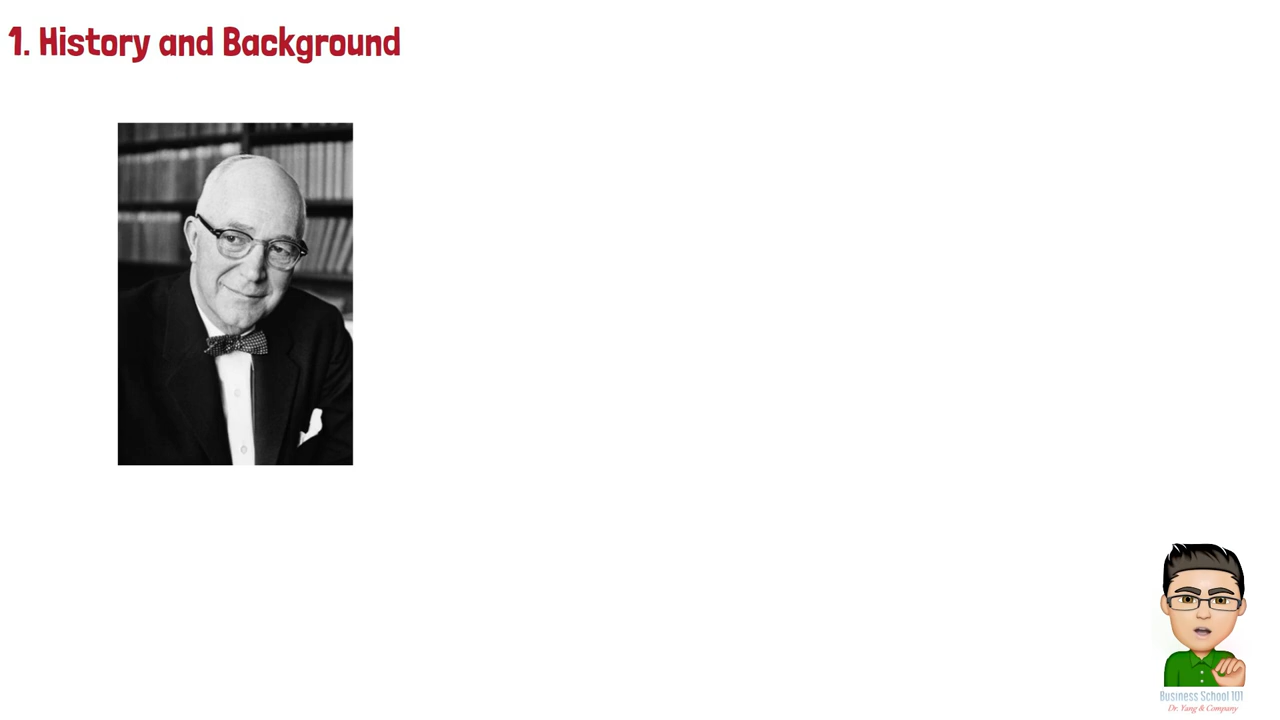 1. History and Background
Business School 101
Dr. Yang & Company